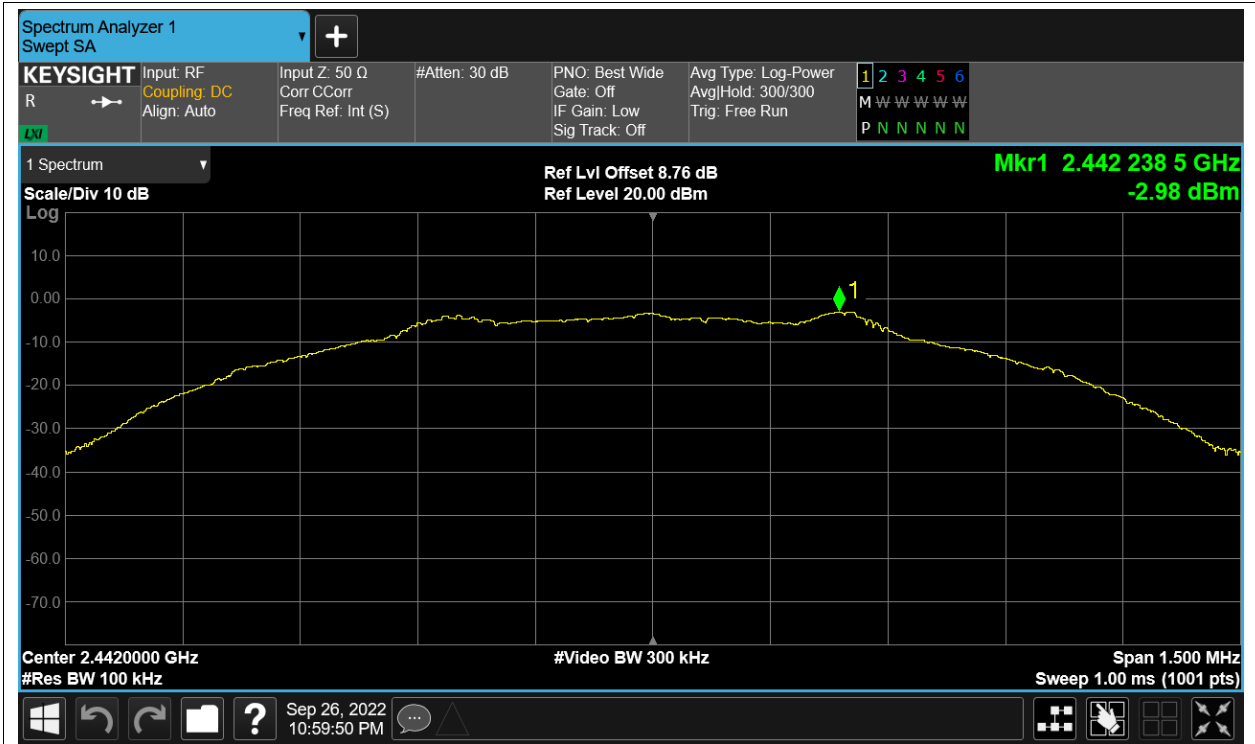 Spectrum Analyzer 1
Swept SA
KEYSIGHT
R
LXI
Input: RF
Coupling: DC
Align: Auto
Input Z: 50 Ω
Corr CCorr
Freq Ref: Int (S)
#Atten: 30 dB
PNO: Best Wide
Gate: Off
IF Gain: Low
Sig Track: Off
Avg Type: Log-Power
Avg|Hold: 300/300
Trig: Free Run
1 2 3 4 5 6
M W W W W W
P N N N N N
1 Spectrum
Scale/Div 10 dB
Log
Ref Lvl Offset 8.76 dB
Ref Level 20.00 dBm
Mkr1 2.442 238 5 GHz
-2.98 dBm
1
10.0
0.00
-10.0
-20.0
-30.0
-40.0
-50.0
-60.0
-70.0
Center 2.4420000 GHz
#Video BW 300 kHz
Span 1.500 MHz
#Res BW 100 kHz
Sweep 1.00 ms (1001 pts)
?
Sep 26, 2022
10:59:50 PM